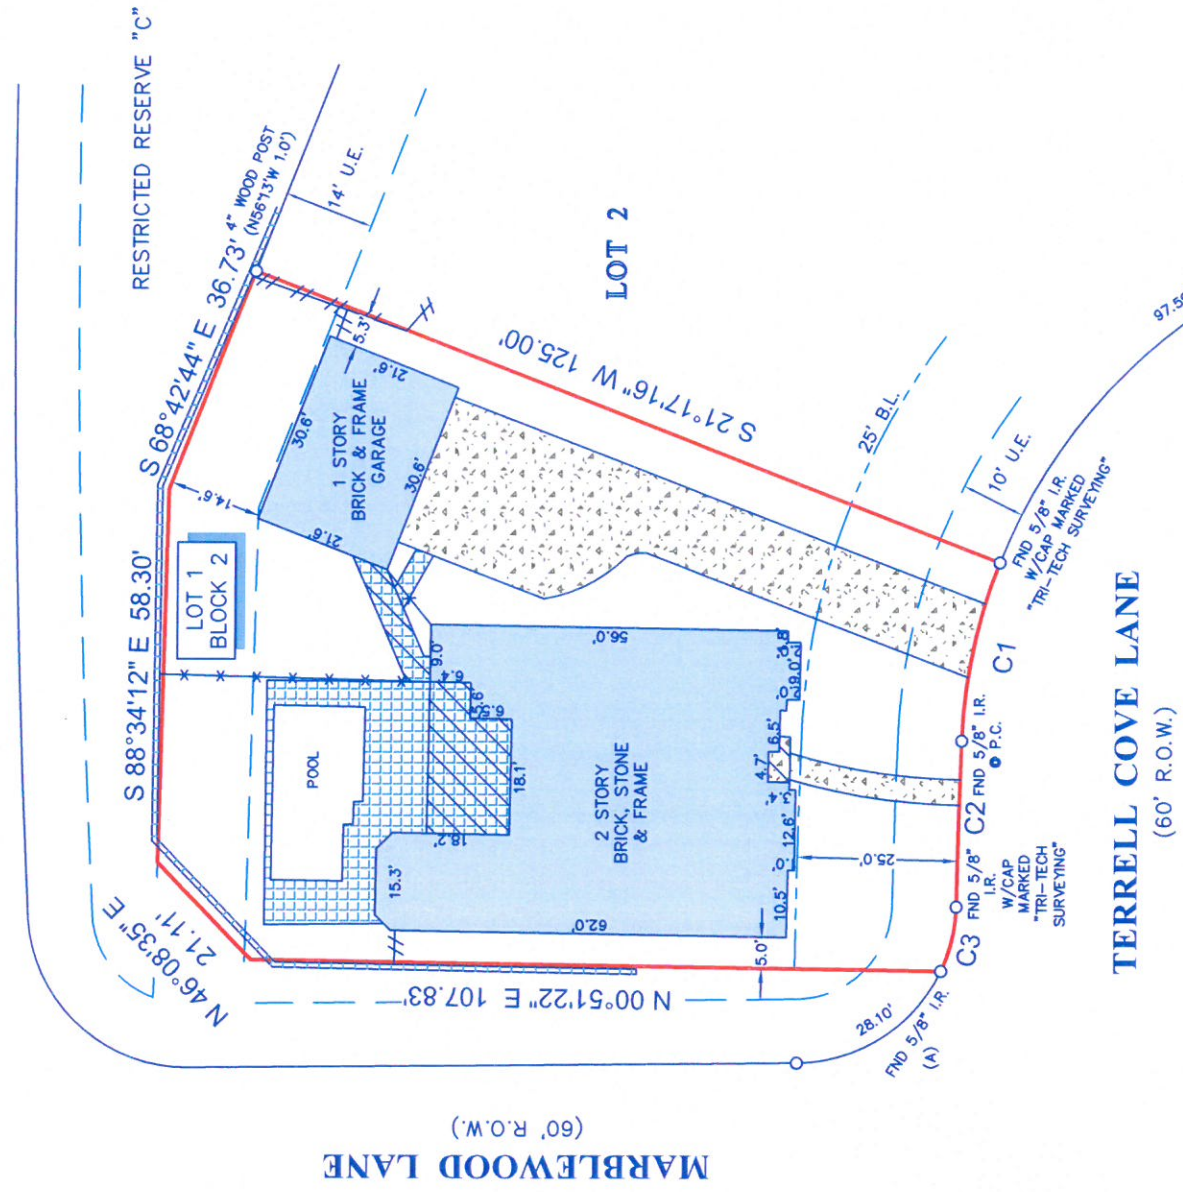 RESTRICTED RESERVE "C"
S 68°42'44" E 36.73'
4" WOOD POST
(N56°13'W 1.0')
14' U.E.
LOT 2
S 88°34'12" E 58.30'
14.6'
LOT 1
BLOCK 2
30.6'
1 STORY
BRICK & FRAME
GARAGE
5.3'
21.6'
21.6'
30.6'
S 21°17'16" W 125.00'
97.50
25' B.L.
10' U.E.
POOL
N 46°08'35" E
21.11'
9.0'
6.4'
5.6'
6.5'
18.1'
18.2'
15.3'
56.0'
2 STORY
BRICK, STONE
& FRAME
62.0'
19.0'
6.5'
4.7'
3.4'
12.6'
10.5'
25.0'
5.0'
N 00°51'22" E 107.83'
FND 5/8" I.R.
W/CAP MARKED
"TRI-TECH SURVEYING"
C1
FND 5/8" I.R.
@ P.C.
C2
FND 5/8"
I.R.
W/CAP
MARKED
"TRI-TECH
SURVEYING"
C3
28.10'
FND 5/8" I.R.
(A)
TERRELL COVE LANE
(60' R.O.W.)
MARBLEWOOD LANE
(60' R.O.W.)